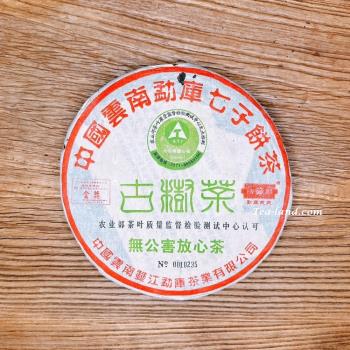 中國雲南勐庫七子餅茶
古樹茶
农业部茶叶质量监督检验测试中心认可
無公害放心茶
Nº 0010235
中國雲南雙江勐庫茶業有限公司
Tea-land.com